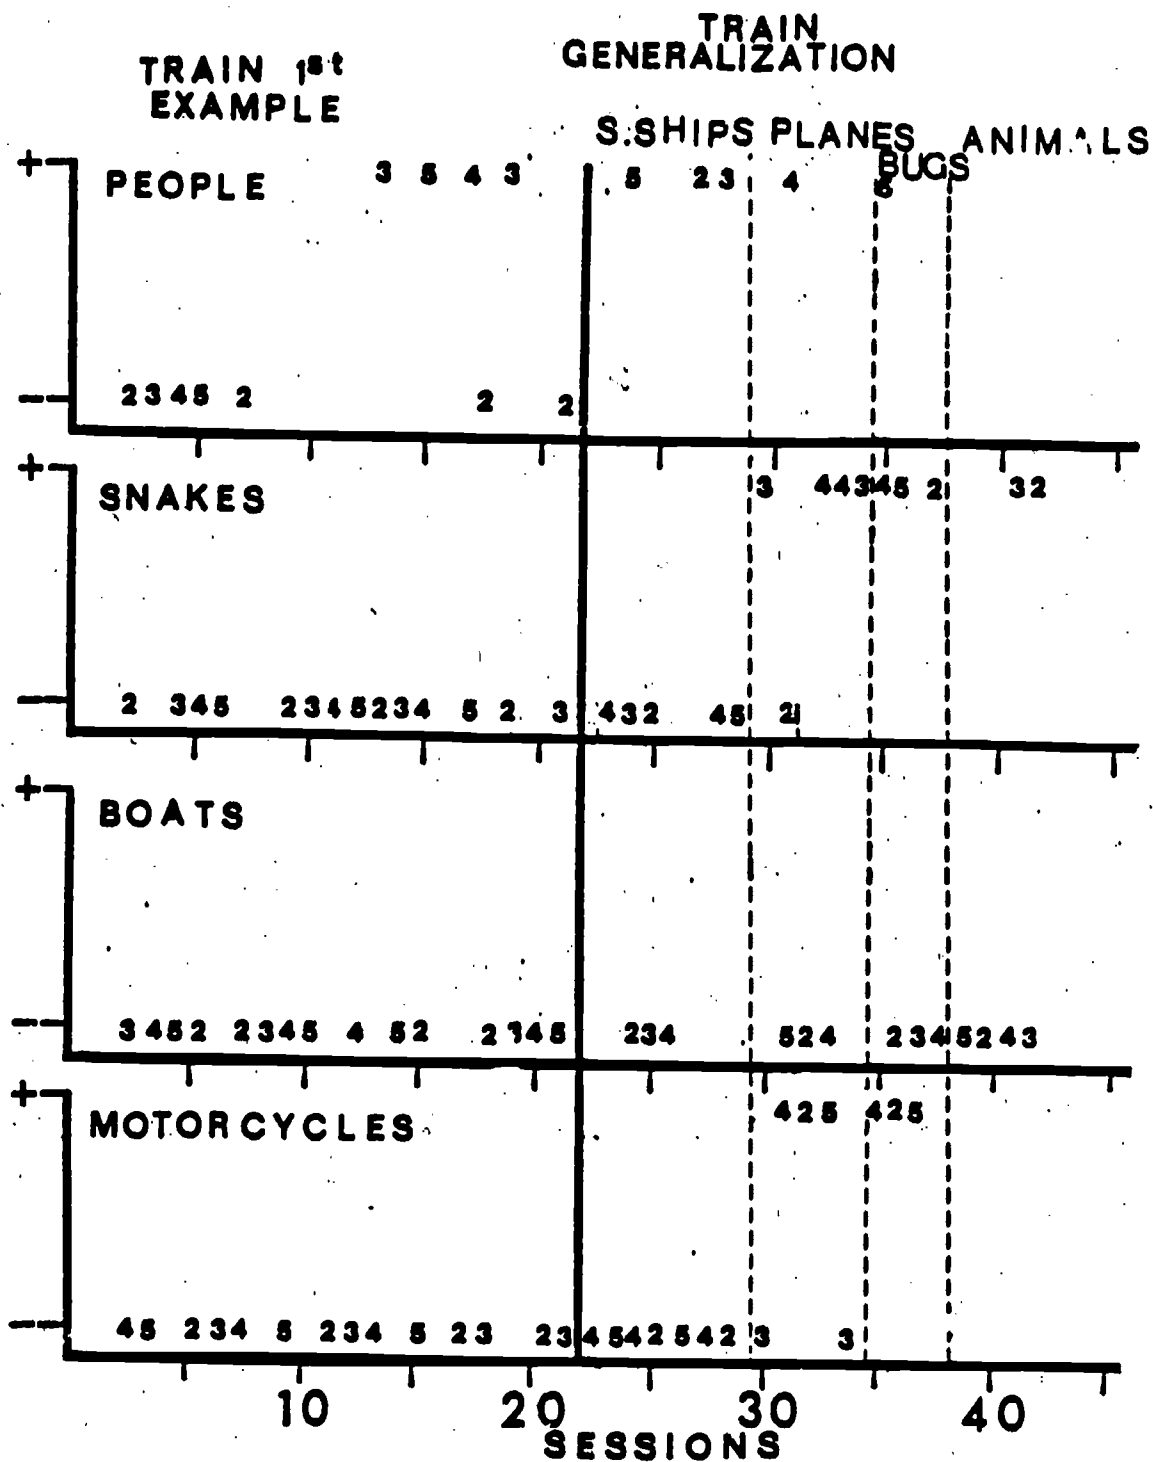 TRAIN 1st
EXAMPLE
TRAIN
GENERALIZATION
S.SHIPS PLANES BUGS ANIMALS
+
PEOPLE
3 5 4 3 5 2 3 4 5
- 2 3 4 5 2 2 2
+
SNAKES
3 4 4 3 4 5 2 3 2
- 2 3 4 5 2 3 4 5 2 3 4 5 2 3 4 3 2 4 5 2
+
BOATS
- 3 4 5 2 2 3 4 5 4 5 2 2 3 4 5 2 3 4 5 2 4 2 3 4 5 2 4 3
+
MOTORCYCLES
4 2 5 4 2 5
- 4 5 2 3 4 5 2 3 4 5 2 3 2 3 4 5 4 2 5 4 2 3 3
10 20 30 40
SESSIONS